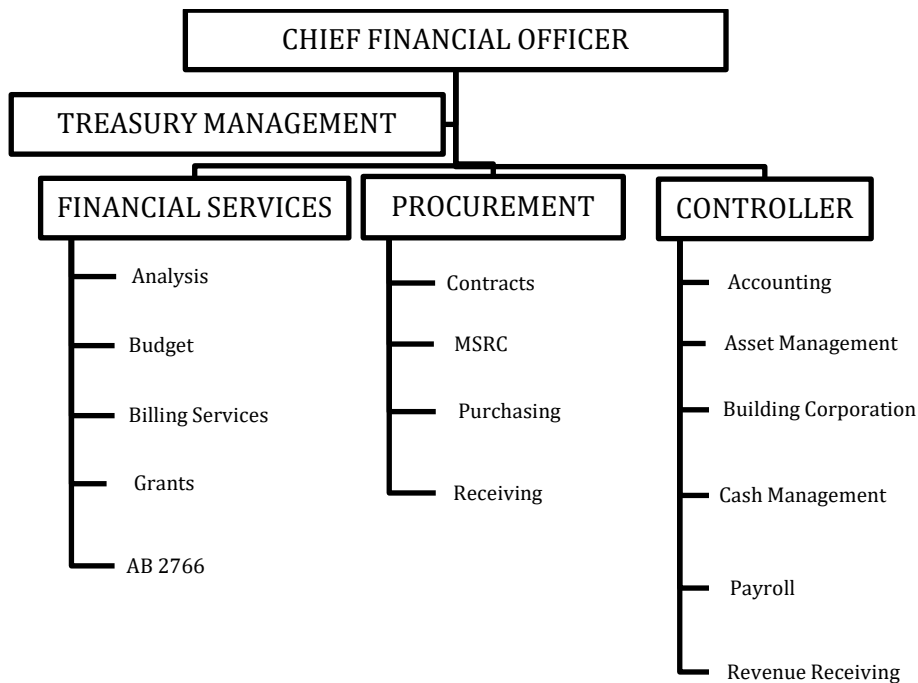 CHIEF FINANCIAL OFFICER
TREASURY MANAGEMENT
FINANCIAL SERVICES
Analysis
Budget
Billing Services
Grants
AB 2766
PROCUREMENT
Contracts
MSRC
Purchasing
Receiving
CONTROLLER
Accounting
Asset Management
Building Corporation
Cash Management
Payroll
Revenue Receiving